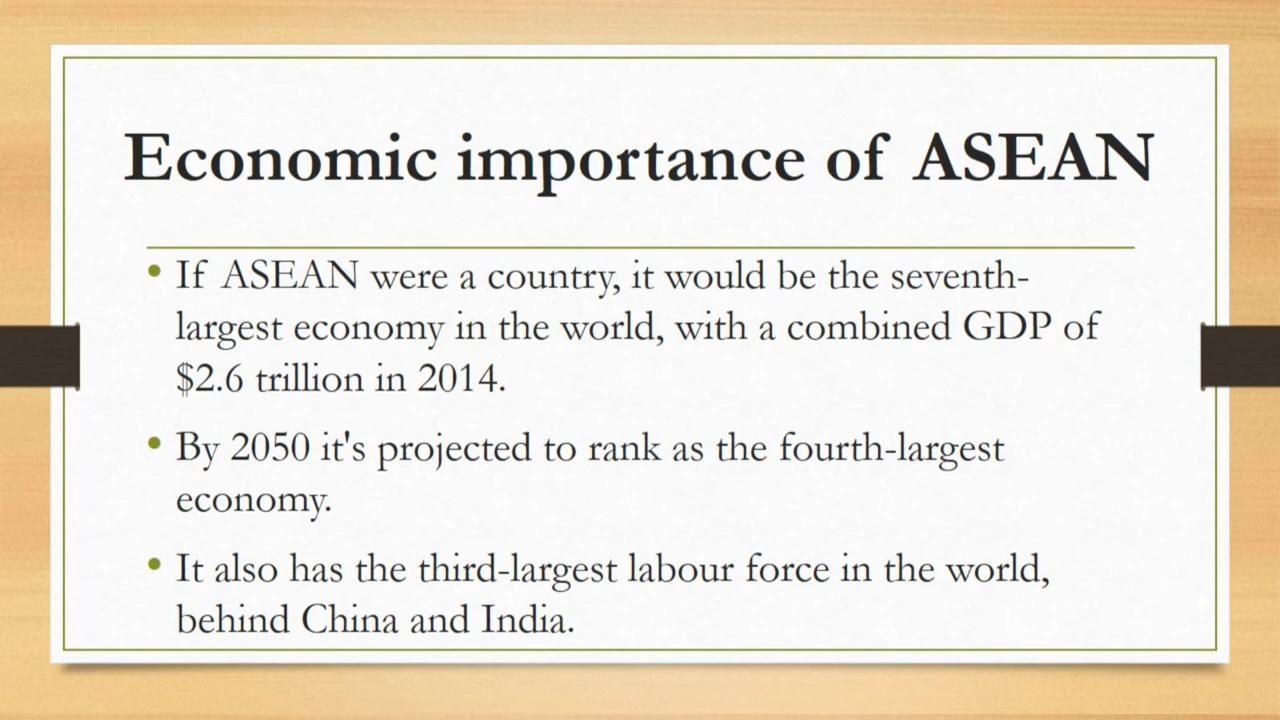 Economic importance of ASEAN
• If ASEAN were a country, it would be the seventh-
largest economy in the world, with a combined GDP of
$2.6 trillion in 2014.
• By 2050 it's projected to rank as the fourth-largest
economy.
• It also has the third-largest labour force in the world,
behind China and India.